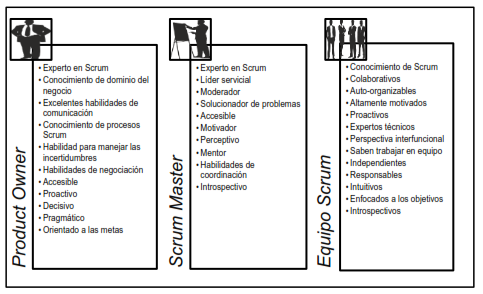 Product Owner
• Experto en Scrum
• Conocimiento de dominio del
negocio
• Excelentes habilidades de
comunicación
• Conocimiento de procesos
Scrum
• Habilidad para manejar las
incertidumbres
• Habilidades de negociación
• Accesible
• Proactivo
• Decisivo
• Pragmático
• Orientado a las metas
Scrum Master
• Experto en Scrum
• Líder servicial
• Moderador
• Solucionador de problemas
• Accesible
• Motivador
• Perceptivo
• Mentor
• Habilidades de
coordinación
• Introspectivo
Equipo Scrum
• Conocimiento de Scrum
• Colaborativos
• Auto-organizables
• Altamente motivados
• Proactivos
• Expertos técnicos
• Perspectiva interfuncional
• Saben trabajar en equipo
• Independientes
• Responsables
• Intuitivos
• Enfocados a los objetivos
• Introspectivos